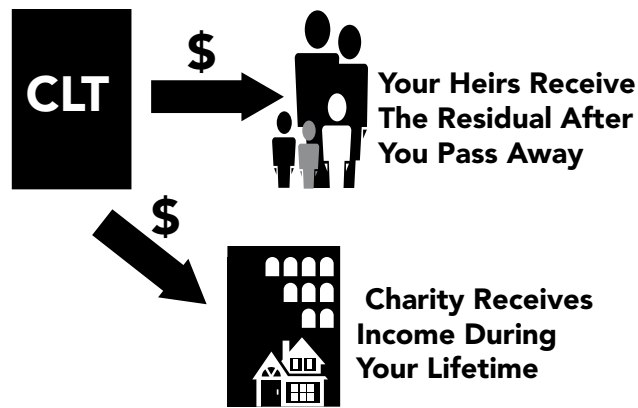 CLT
$
Your Heirs Receive
The Residual After
You Pass Away
$
Charity Receives
Income During
Your Lifetime